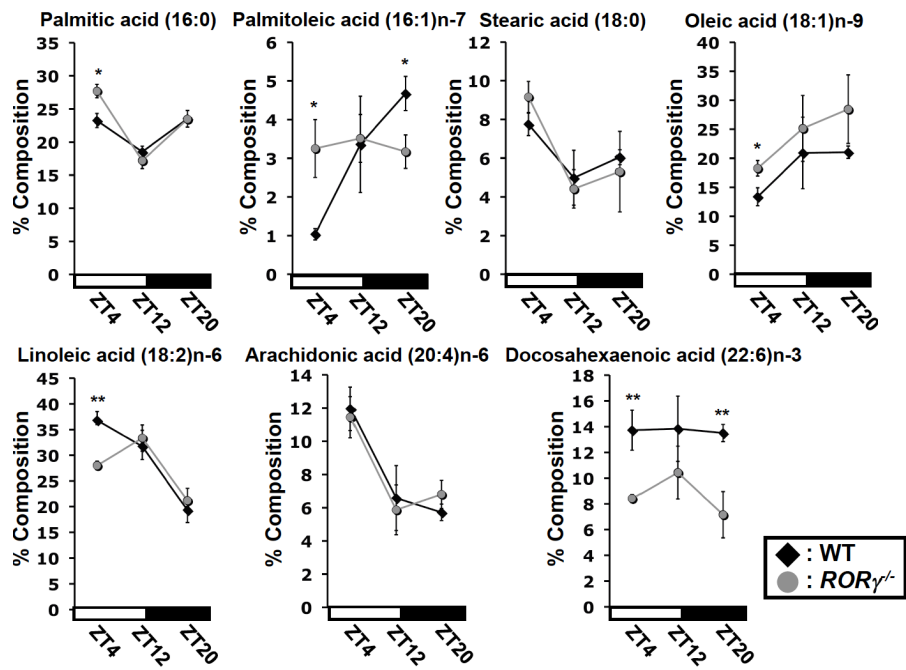 Palmitic acid (16:0)
Palmitoleic acid (16:1)n-7
Stearic acid (18:0)
Oleic acid (18:1)n-9
% Composition
35
30
25
20
15
10
5
0
*
ZT4
ZT12
ZT20
% Composition
6
5
4
3
2
1
0
*
*
ZT4
ZT12
ZT20
% Composition
12
10
8
6
4
2
0
ZT4
ZT12
ZT20
% Composition
40
35
30
25
20
15
10
5
0
*
ZT4
ZT12
ZT20
Linoleic acid (18:2)n-6
Arachidonic acid (20:4)n-6
Docosahexaenoic acid (22:6)n-3
% Composition
45
40
35
30
25
20
15
10
5
0
**
ZT4
ZT12
ZT20
% Composition
14
12
10
8
6
4
2
0
ZT4
ZT12
ZT20
% Composition
18
16
14
12
10
8
6
4
2
0
**
**
ZT4
ZT12
ZT20
: WT
: RORγ-/-